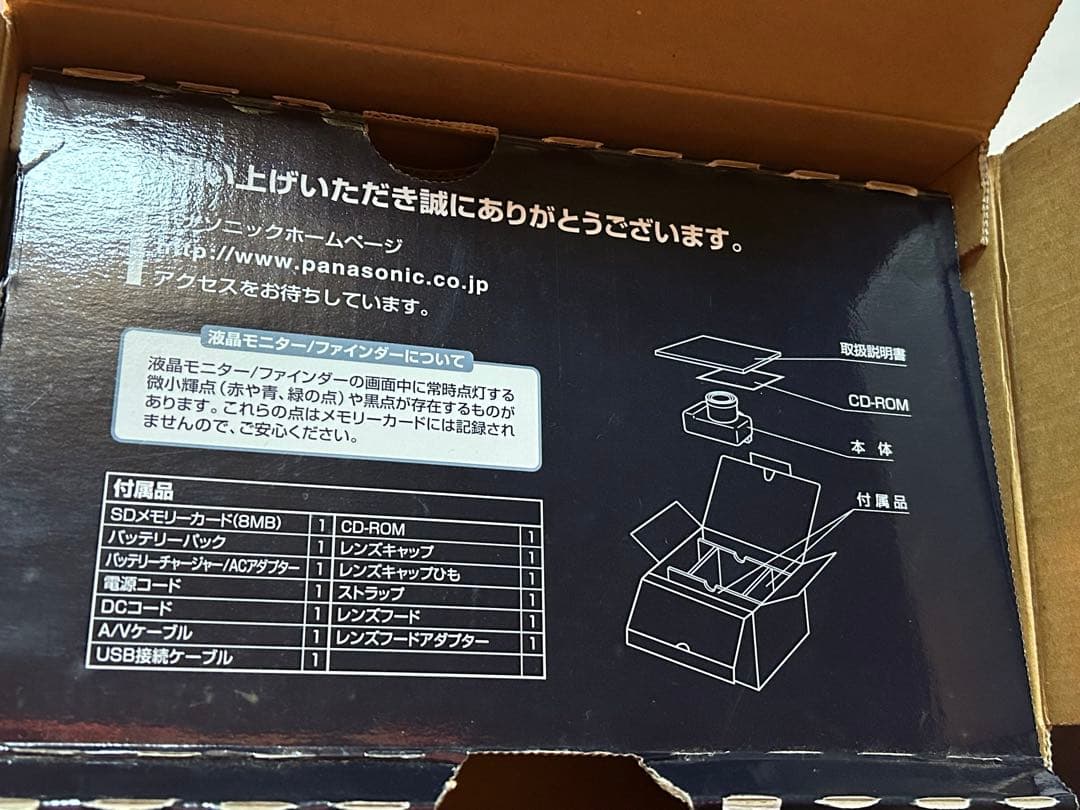 い上げいただき誠にありがとうございます。
ソニックホームページ
http://www.panasonic.co.jp
アクセスをお待ちしています。
液晶モニター/ファインダーについて
液晶モニター/ファインダーの画面中に常時点灯する
微小輝点(赤や青、緑の点)や黒点が存在するものが
あります。これらの点はメモリーカードには記録され
ませんので、ご安心ください。
付属品
SDメモリーカード(8MB) 1 CD-ROM 1
バッテリーパック 1 レンズキャップ 1
バッテリーチャージャー/ACアダプター 1 レンズキャップひも 1
電源コード 1 ストラップ 1
DCコード 1 レンズフード 1
A/Vケーブル 1 レンズフードアダプター 1
USB接続ケーブル 1
取扱説明書
CD-ROM
本体
付属品